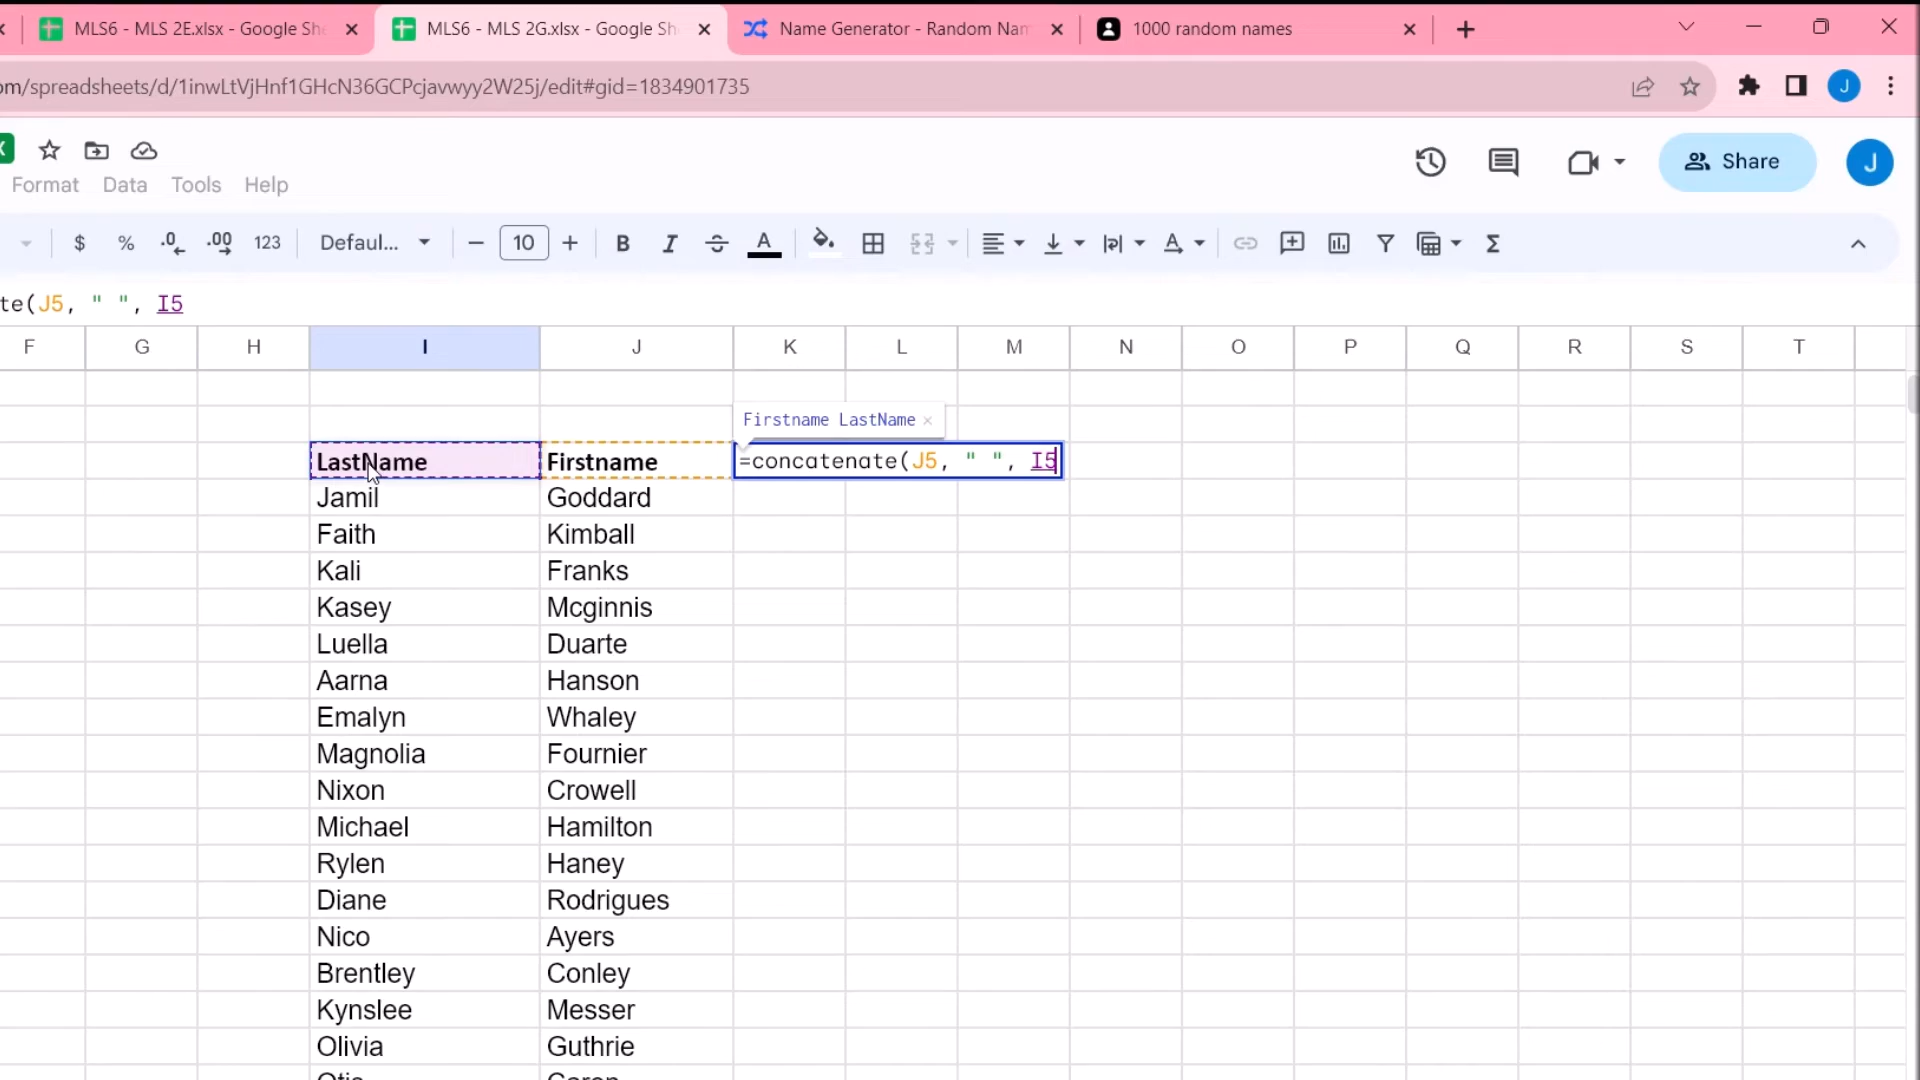 MLS6 - MLS 2E.xlsx - Google She
MLS6 - MLS 2G.xlsx - Google Sh
Name Generator - Random Nam
1000 random names
om/spreadsheets/d/1inwLtVjHnf1GHcN36GCPcjavwyy2W25j/edit#gid=1834901735
J
Format Data Tools Help
Share
J
$ % .0 .00 123 Defaul... 10 B I S A
te(J5, " ", I5
F G H I J K L M N O P Q R S T
Firstname LastName ×
LastName Firstname =concatenate(J5, " ", I5
Jamil Goddard
Faith Kimball
Kali Franks
Kasey Mcginnis
Luella Duarte
Aarna Hanson
Emalyn Whaley
Magnolia Fournier
Nixon Crowell
Michael Hamilton
Rylen Haney
Diane Rodrigues
Nico Ayers
Brentley Conley
Kynslee Messer
Olivia Guthrie